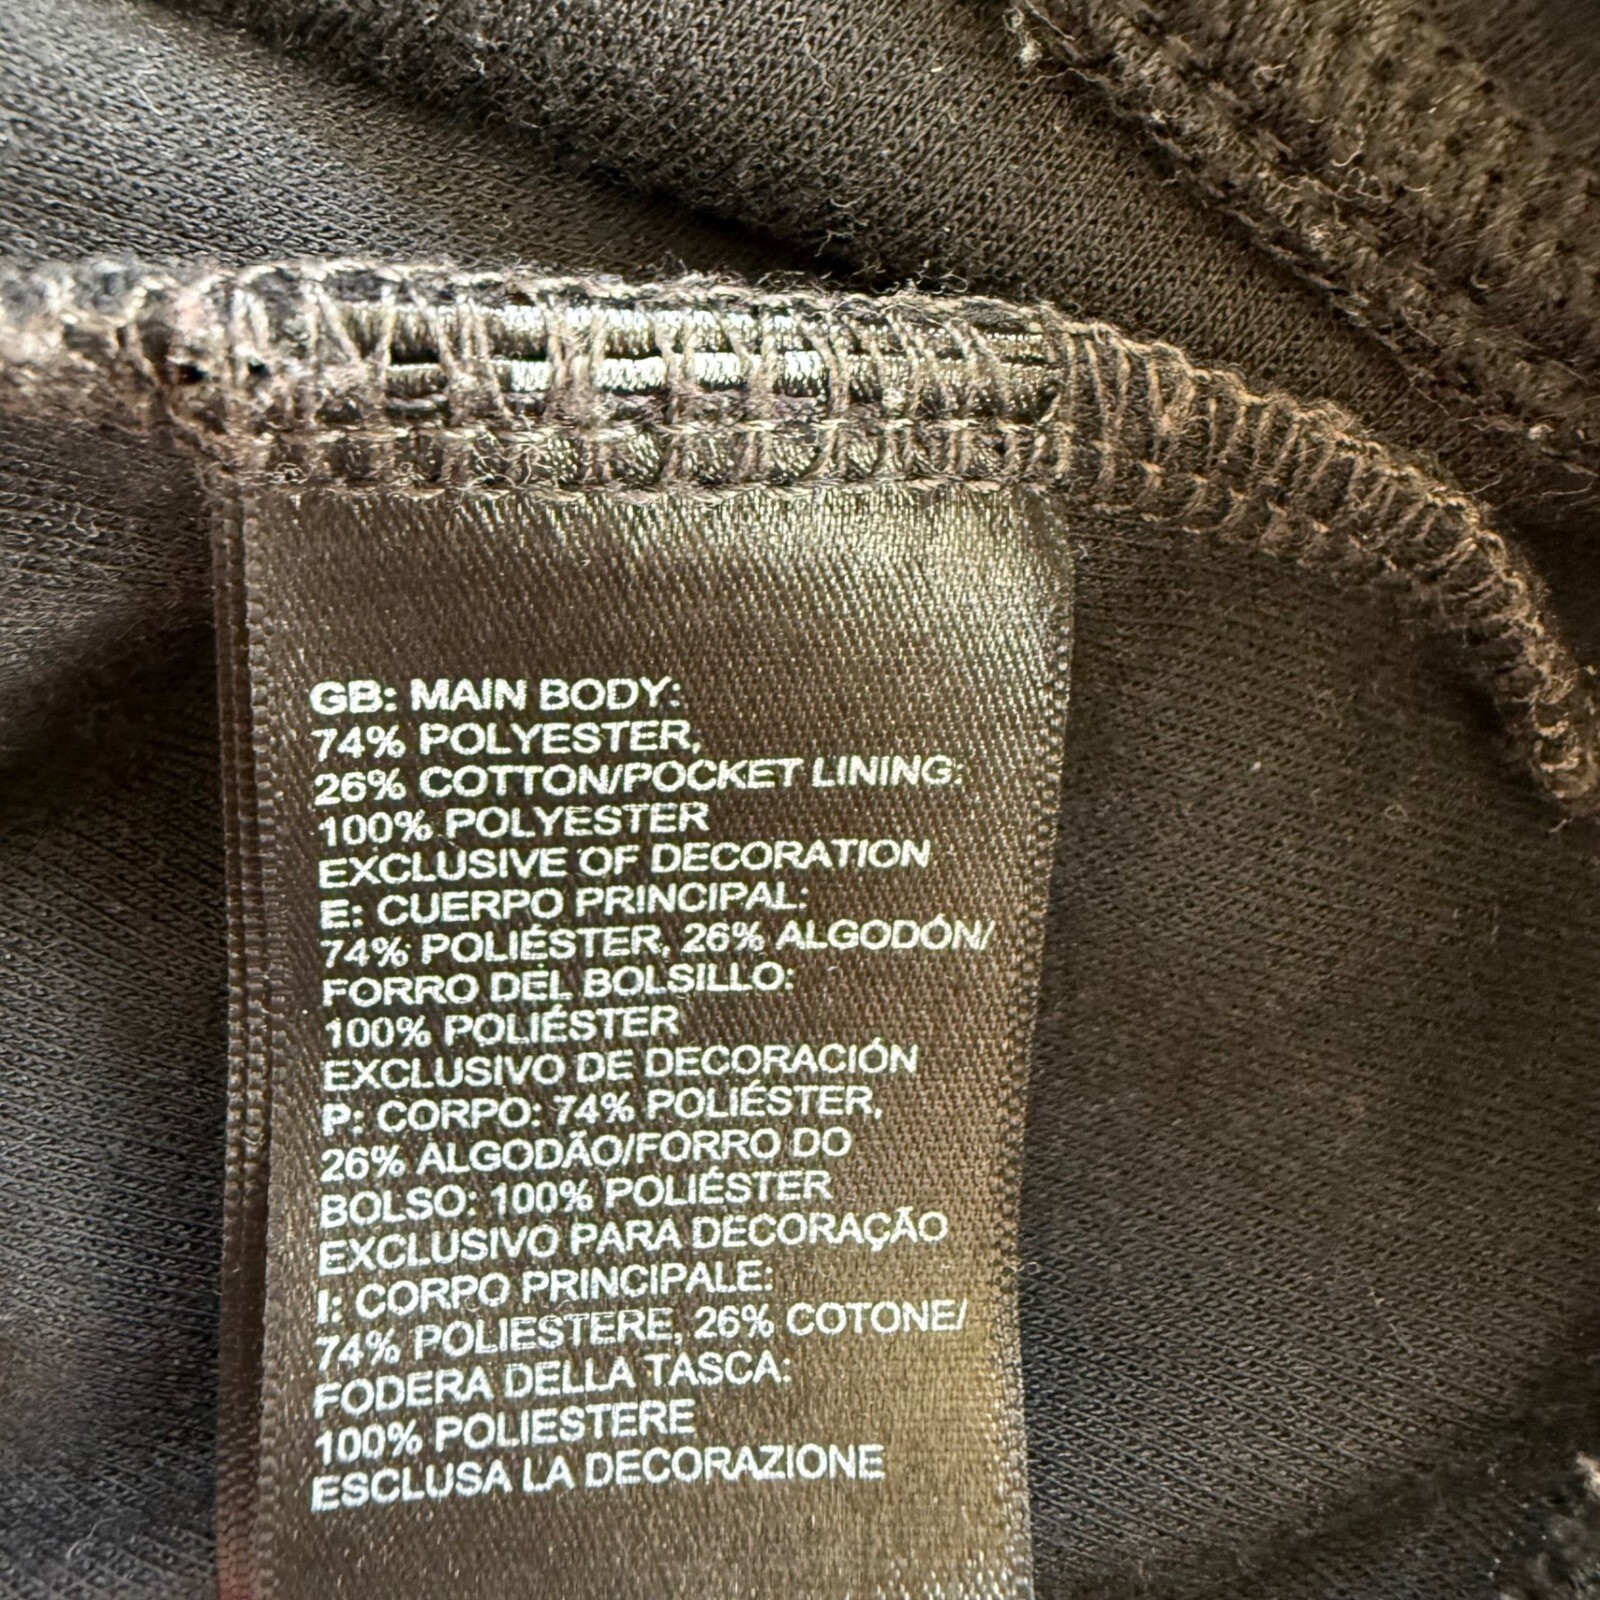 GB: MAIN BODY:
74% POLYESTER,
26% COTTON/POCKET LINING:
100% POLYESTER
EXCLUSIVE OF DECORATION
E: CUERPO PRINCIPAL:
74% POLIÉSTER, 26% ALGODÓN/
FORRO DEL BOLSILLO:
100% POLIÉSTER
EXCLUSIVO DE DECORACIÓN
P: CORPO: 74% POLIÉSTER,
26% ALGODÃO/FORRO DO
BOLSO: 100% POLIÉSTER
EXCLUSIVO PARA DECORAÇÃO
I: CORPO PRINCIPALE:
74% POLIESTERE, 26% COTONE/
FODERA DELLA TASCA:
100% POLIESTERE
ESCLUSA LA DECORAZIONE